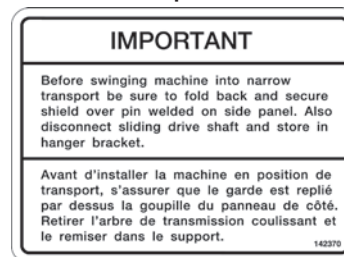 IMPORTANT
Before swinging machine into narrow
transport be sure to fold back and secure
shield over pin welded on side panel. Also
disconnect sliding drive shaft and store in
hanger bracket.
Avant d'installer la machine en position de
transport, s'assurer que le garde est replié
par dessus la goupille du panneau de côté.
Retirer l'arbre de transmission coulissant et
le remiser dans le support.
142370